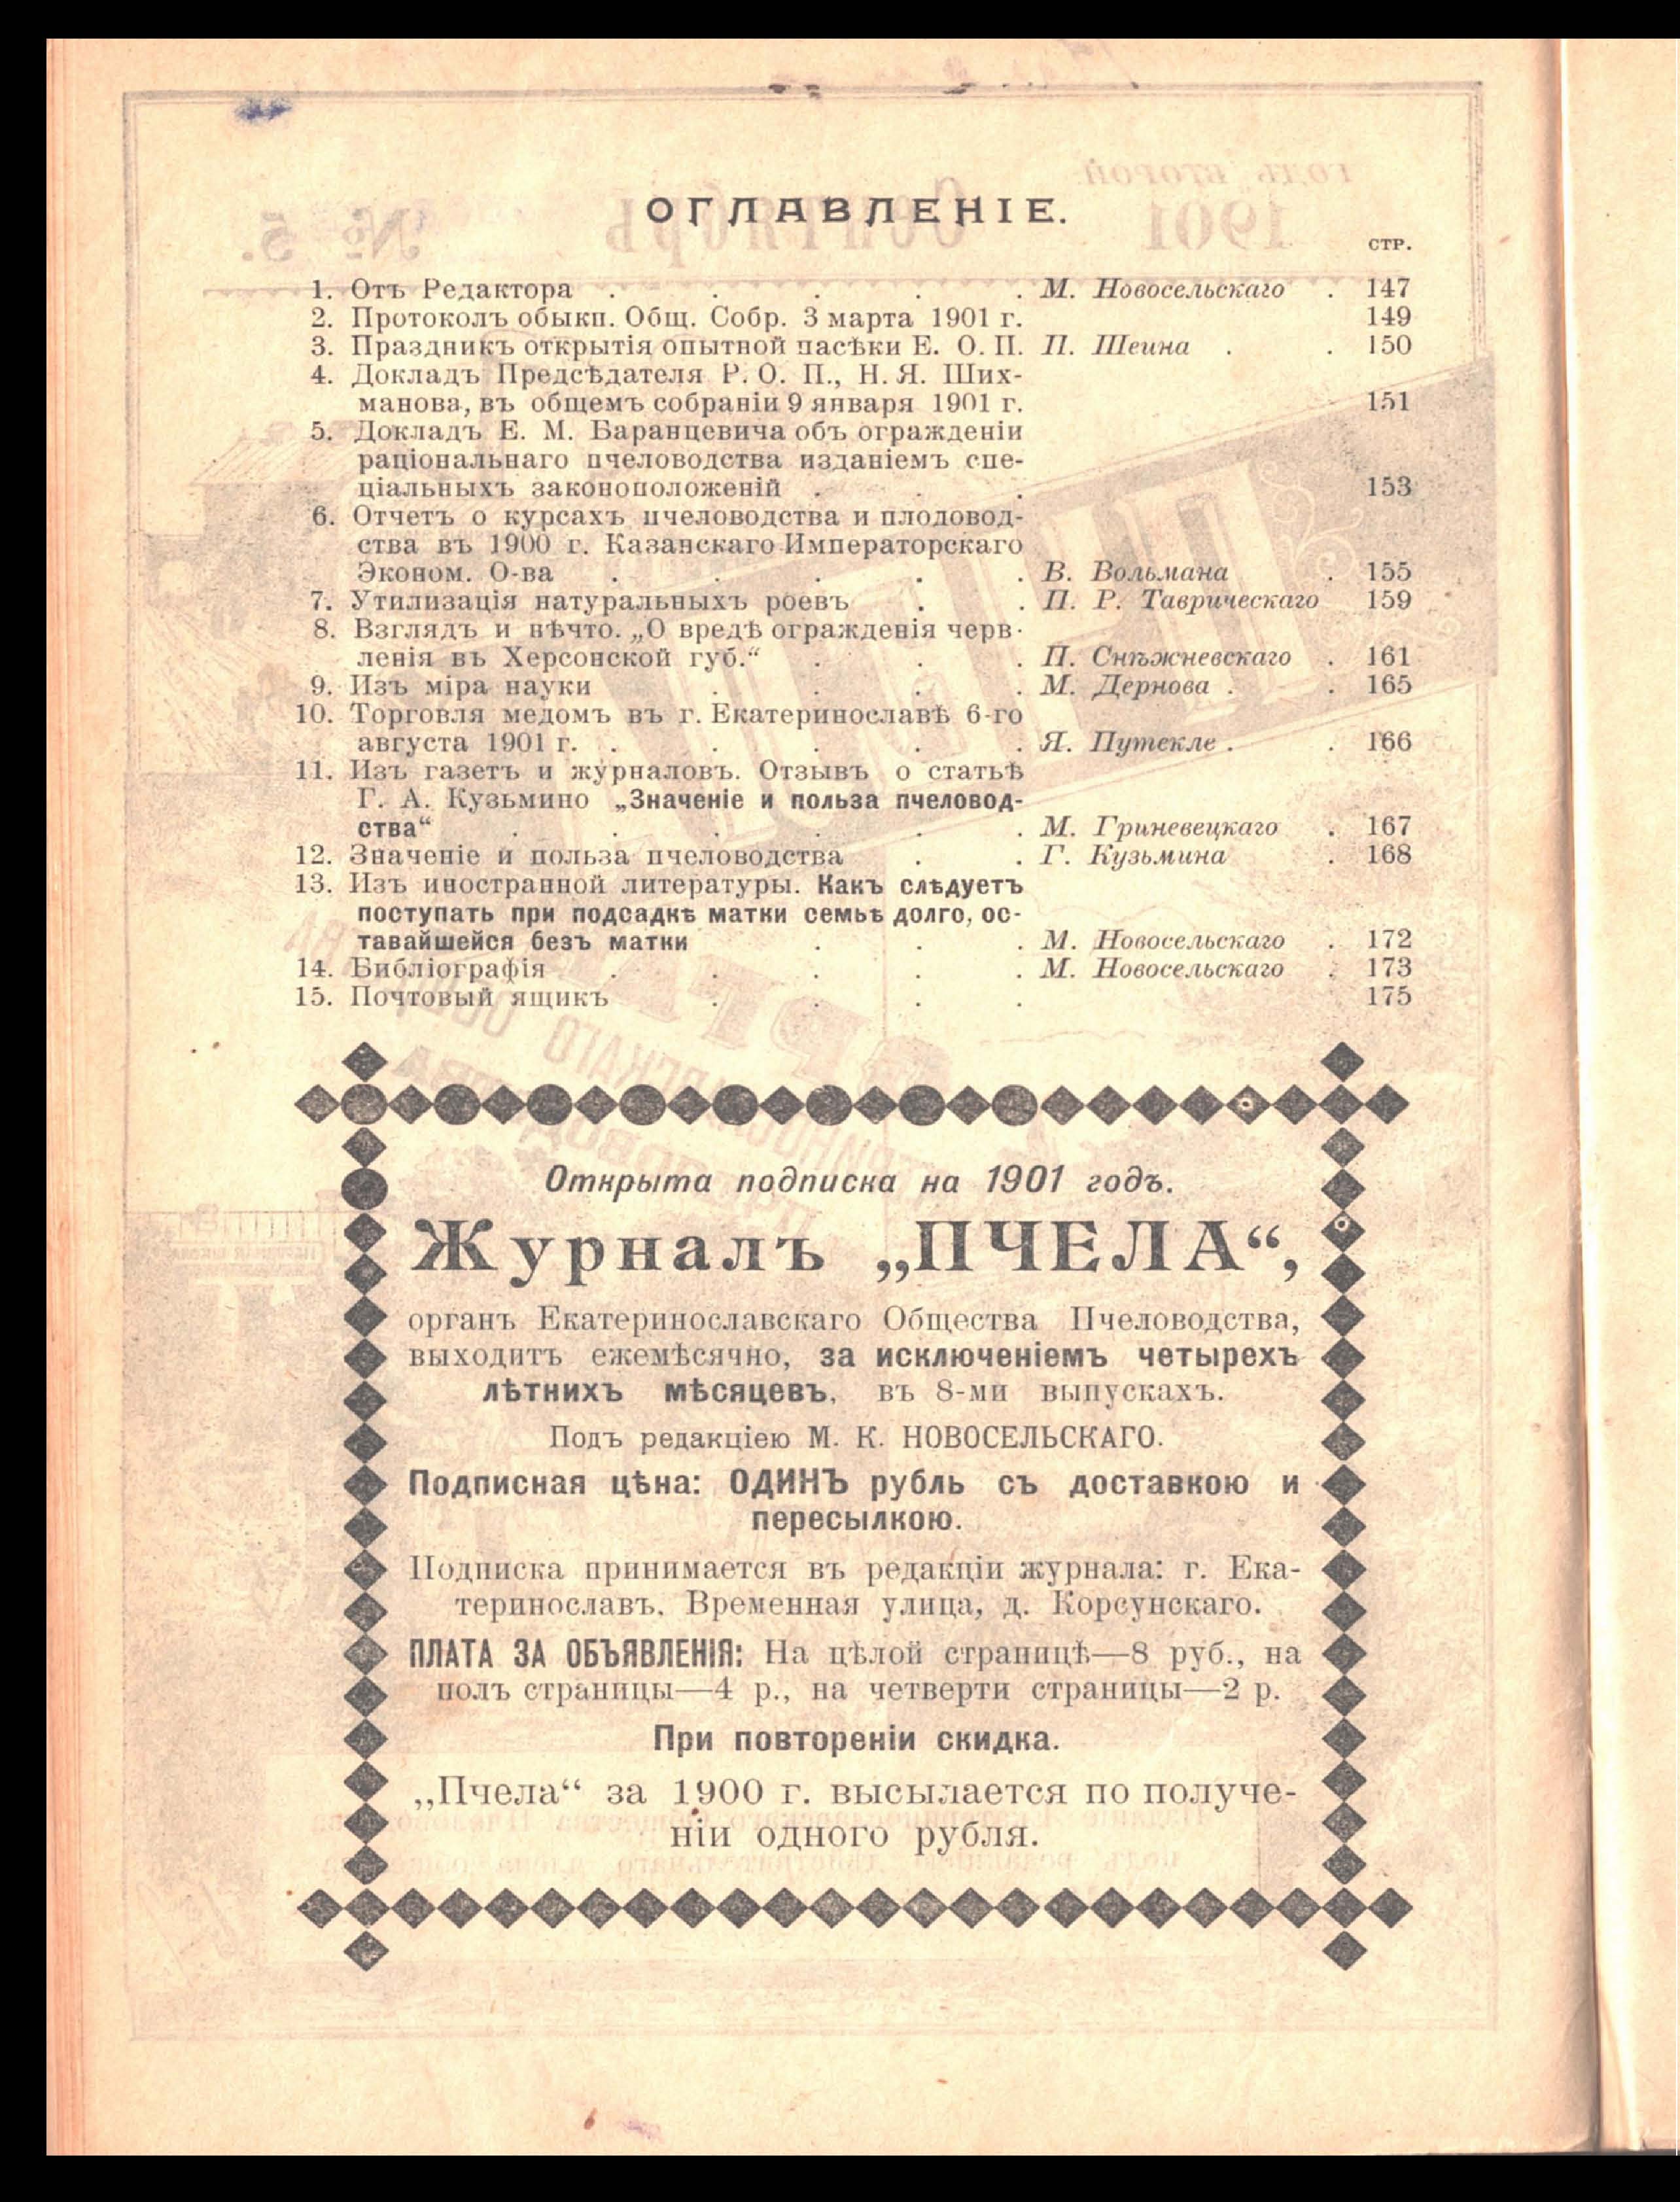 ОГЛАВЛЕНІЕ.
СТР.
1. Отъ Редактора . . . . . М. Новосельскаго . 147
2. Протоколъ обыкн. Общ. Собр. 3 марта 1901 г. 149
3. Праздникъ открытія опытной пасѣки Е. О. П. П. Шеина . . 150
4. Докладъ Предсѣдателя Р. О. П., Н. Я. Ших-
манова, въ общемъ собраніи 9 января 1901 г. 151
5. Докладъ Е. М. Баранцевича объ огражденіи
раціональнаго пчеловодства изданіемъ спе-
ціальныхъ законоположеній . . . 153
6. Отчетъ о курсахъ пчеловодства и плодовод-
ства въ 1900 г. Казанскаго Императорскаго
Эконом. О-ва . . . . . В. Вольмана . 155
7. Утилизація натуральныхъ роевъ . . П. Р. Таврическаго 159
8. Взглядъ и нѣчто. „О вредѣ огражденія черв-
ленія въ Херсонской губ.“ . . . П. Снѣжневскаго . 161
9. Изъ міра науки . . . . М. Дернова . . 165
10. Торговля медомъ въ г. Екатеринославѣ 6-го
августа 1901 г. . . . . . Я. Путекле . . 166
11. Изъ газетъ и журналовъ. Отзывъ о статьѣ
Г. А. Кузьмино „Значеніе и польза пчеловод-
ства“ . . . . . . М. Гриневецкаго . 167
12. Значеніе и польза пчеловодства . . Г. Кузьмина . 168
13. Изъ иностранной литературы. Какъ слѣдуетъ
поступать при подсадкѣ матки семьѣ долго, ос-
тавайшейся безъ матки . . . М. Новосельскаго . 172
14. Библіографія . . . . . М. Новосельскаго . 173
15. Почтовый ящикъ . . . . 175
Открыта подписка на 1901 годъ.
Журналъ „ПЧЕЛА“,
органъ Екатеринославскаго Общества Пчеловодства,
выходитъ ежемѣсячно, за исключеніемъ четырехъ
лѣтнихъ мѣсяцевъ, въ 8-ми выпускахъ.
Подъ редакціею М. К. НОВОСЕЛЬСКАГО.
Подписная цѣна: ОДИНЪ рубль съ доставкою и
пересылкою.
Подписка принимается въ редакціи журнала: г. Ека-
теринославъ, Временная улица, д. Корсунскаго.
ПЛАТА ЗА ОБЪЯВЛЕНІЯ: На цѣлой страницѣ—8 руб., на
полъ страницы—4 р., на четверти страницы—2 р.
При повтореніи скидка.
„Пчела“ за 1900 г. высылается по получе-
ніи одного рубля.